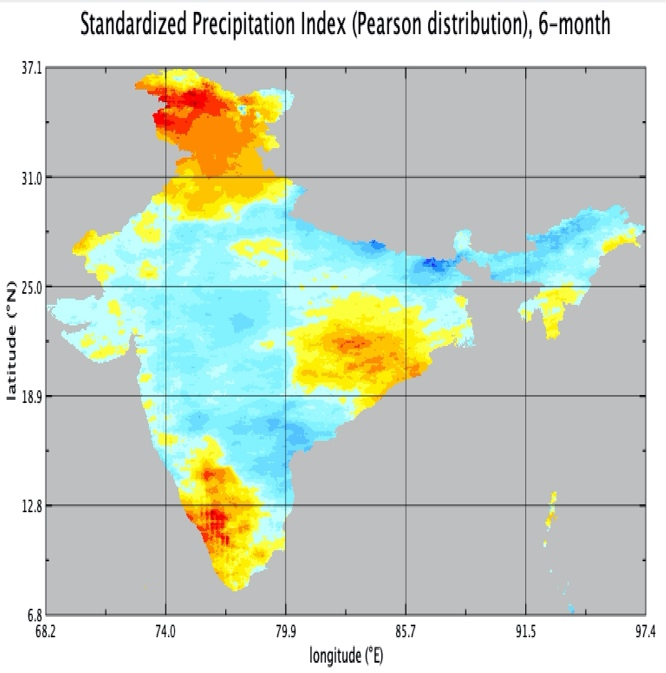 Standardized Precipitation Index (Pearson distribution), 6-month
37.1
31.0
25.0
18.9
12.8
6.8
latitude (°N)
68.2 74.0 79.9 85.7 91.5 97.4
longitude (°E)